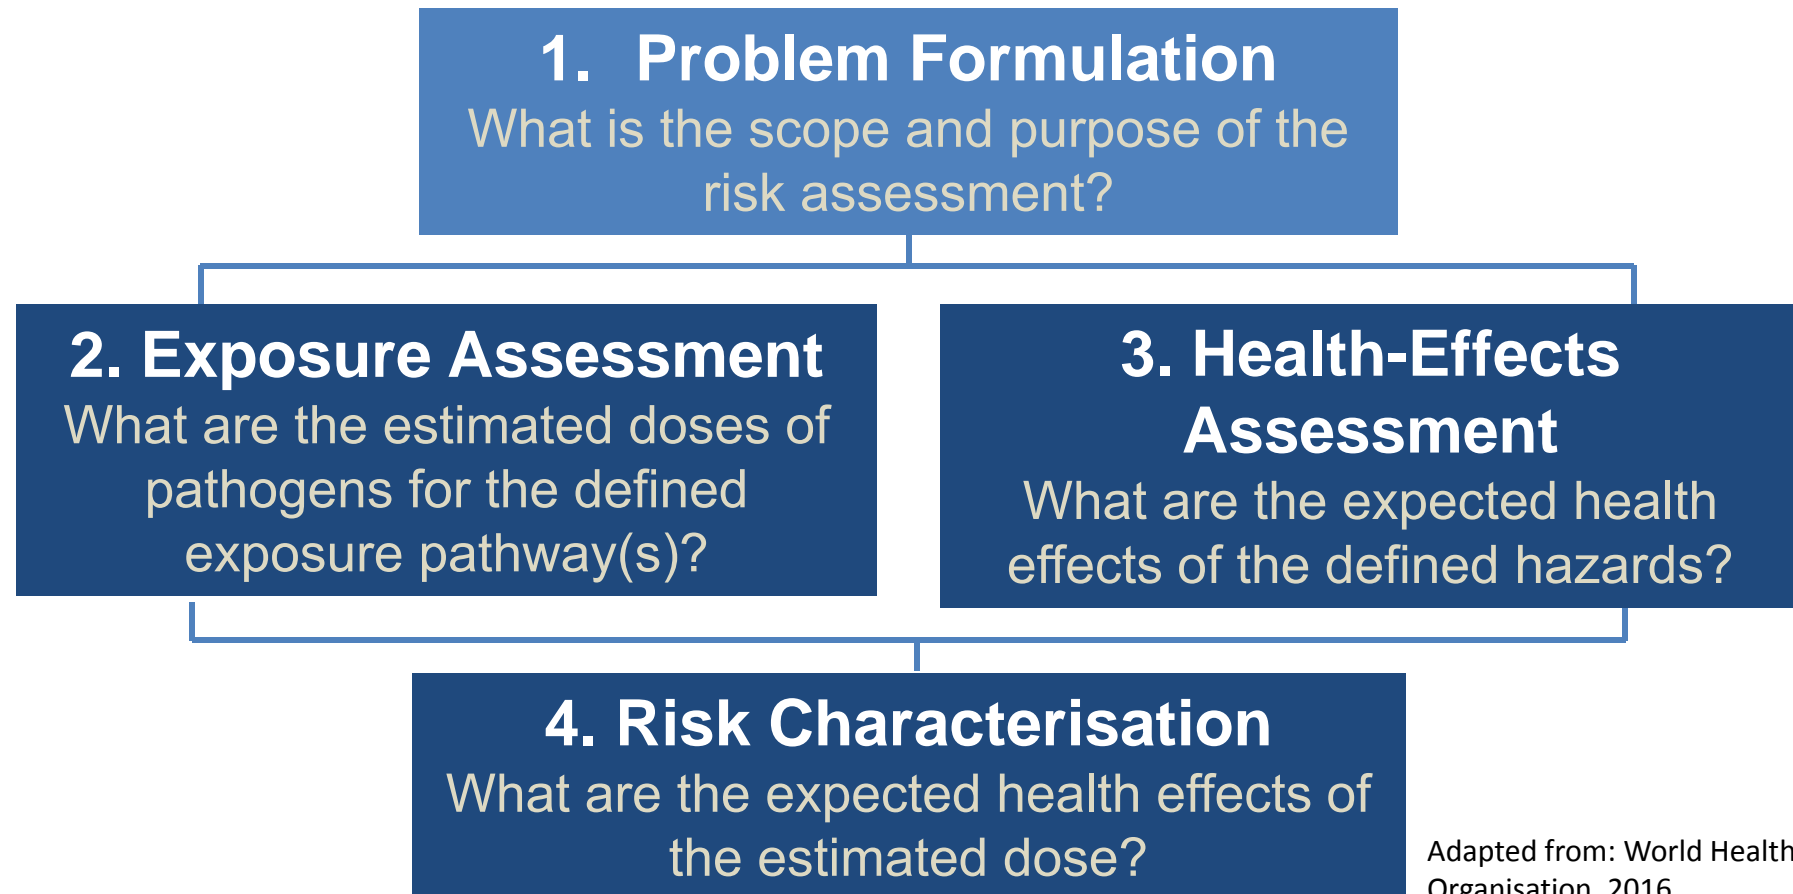 1. Problem Formulation
What is the scope and purpose of the
risk assessment?
2. Exposure Assessment
What are the estimated doses of
pathogens for the defined
exposure pathway(s)?
3. Health-Effects
Assessment
What are the expected health
effects of the defined hazards?
4. Risk Characterisation
What are the expected health effects of
the estimated dose?
Adapted from: World Health
Organisation, 2016